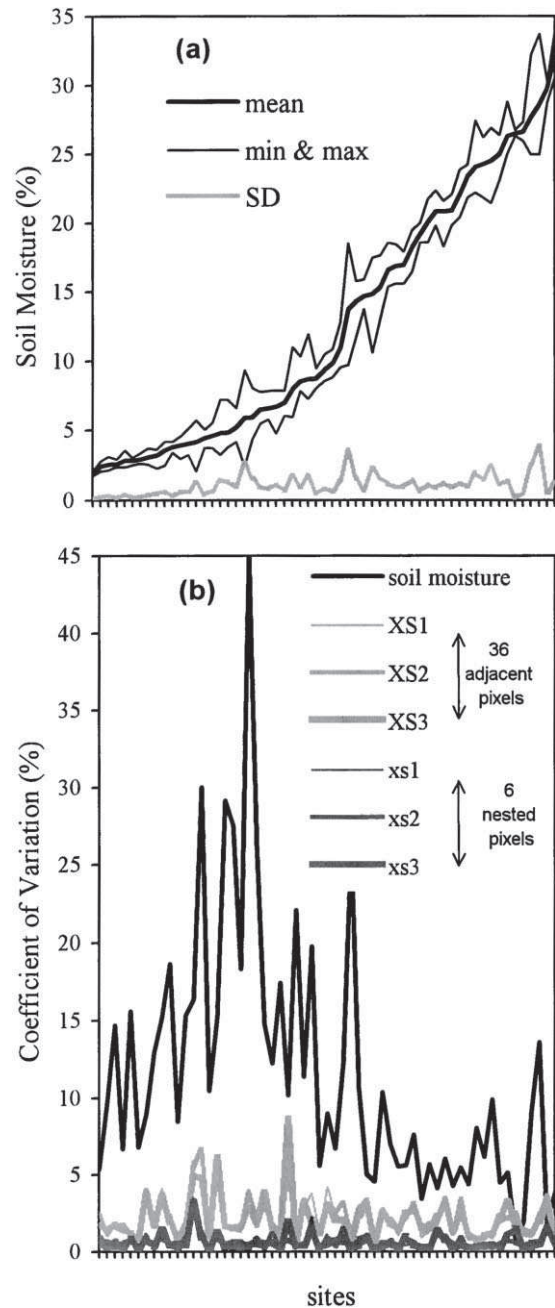 (a)
mean
min & max
SD
Soil Moisture (%)
35
30
25
20
15
10
5
0
(b)
soil moisture
XS1
XS2
XS3
36
adjacent
pixels
xs1
xs2
xs3
6
nested
pixels
Coefficient of Variation (%)
45
40
35
30
25
20
15
10
5
0
sites